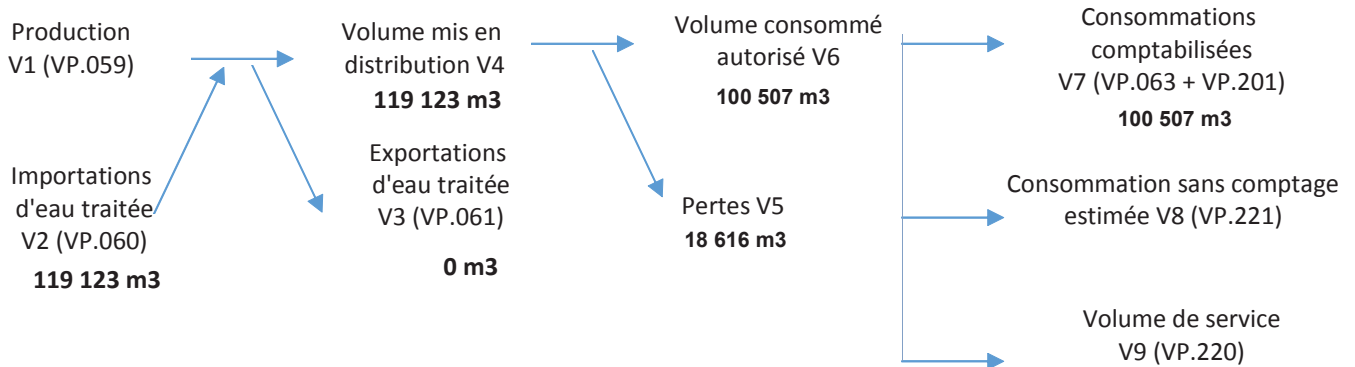 Production
V1 (VP.059)
Importations
d'eau traitée
V2 (VP.060)
119 123 m3
Volume mis en
distribution V4
119 123 m3
Exportations
d'eau traitée
V3 (VP.061)
0 m3
Volume consommé
autorisé V6
100 507 m3
Pertes V5
18 616 m3
Consommations
comptabilisées
V7 (VP.063 + VP.201)
100 507 m3
Consommation sans comptage
estimée V8 (VP.221)
Volume de service
V9 (VP.220)